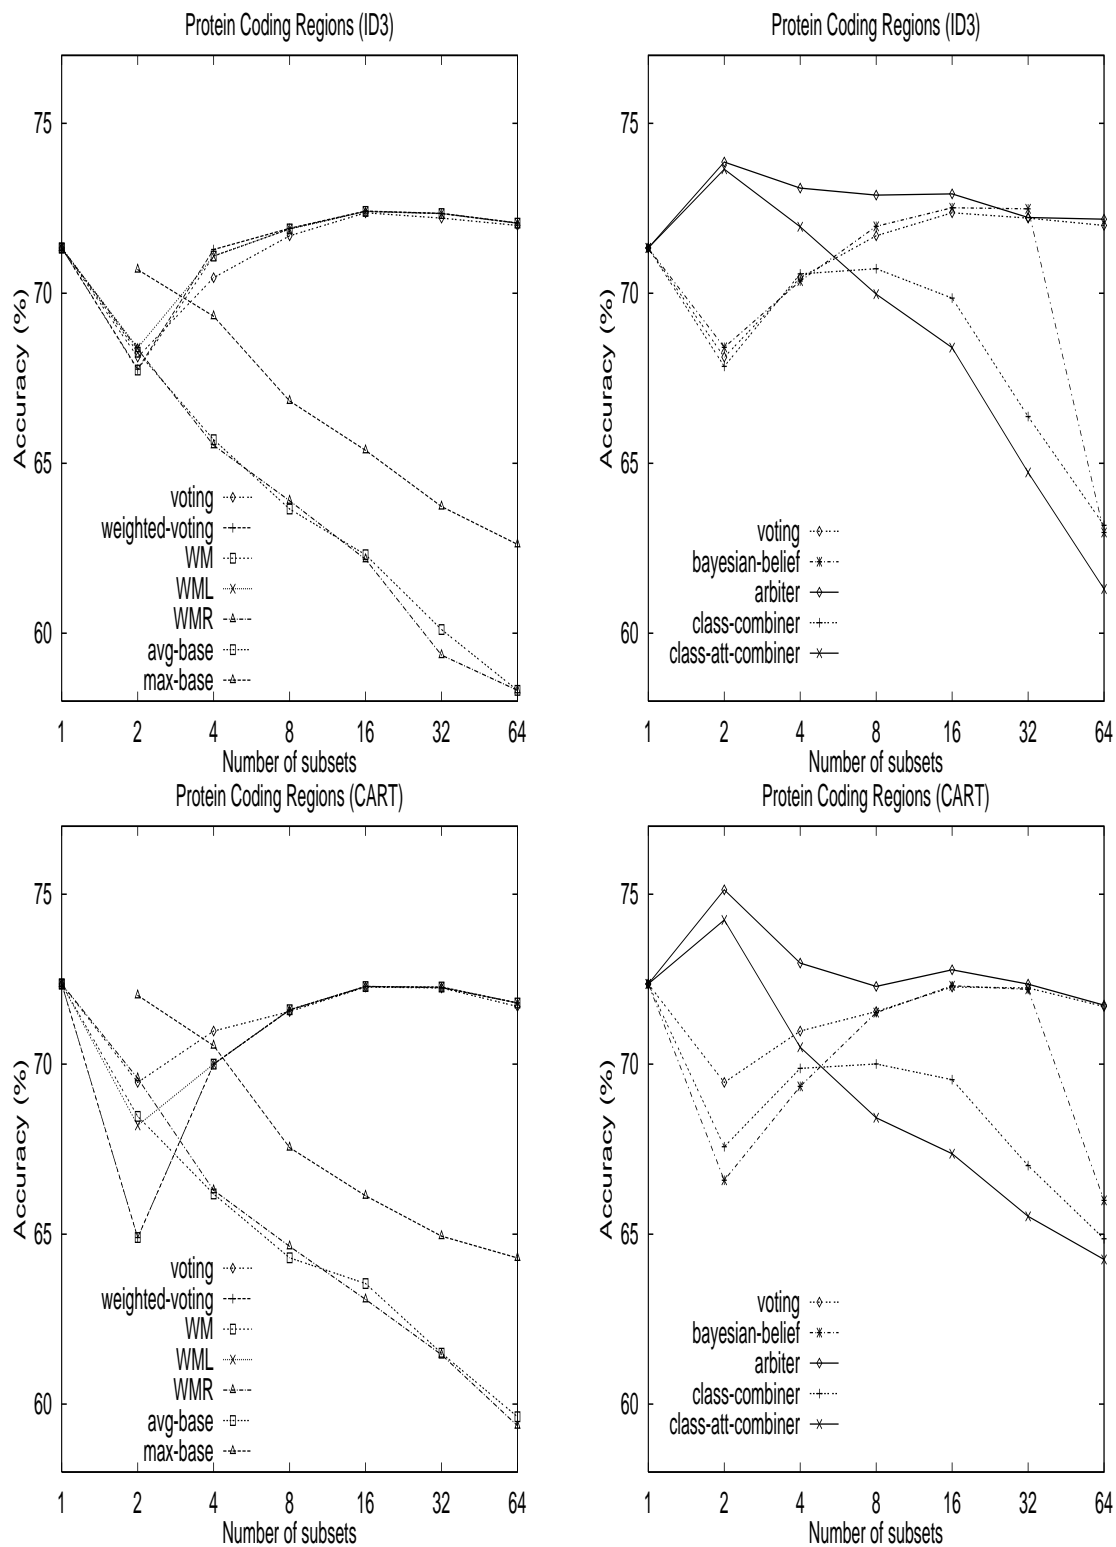 Protein Coding Regions (ID3)
75
70
65
60
Accuracy (%)
voting
weighted-voting
WM
WML
WMR
avg-base
max-base
1 2 4 8 16 32 64
Number of subsets
Protein Coding Regions (ID3)
75
70
65
60
Accuracy (%)
voting
bayesian-belief
arbiter
class-combiner
class-att-combiner
1 2 4 8 16 32 64
Number of subsets
Protein Coding Regions (CART)
75
70
65
60
Accuracy (%)
voting
weighted-voting
WM
WML
WMR
avg-base
max-base
1 2 4 8 16 32 64
Number of subsets
Protein Coding Regions (CART)
75
70
65
60
Accuracy (%)
voting
bayesian-belief
arbiter
class-combiner
class-att-combiner
1 2 4 8 16 32 64
Number of subsets